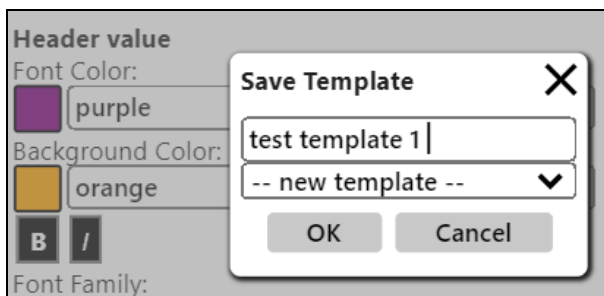 Header value
Font Color:
purple
Background Color:
orange
B I
Font Family:
Save Template
test template 1
-- new template --
OK Cancel